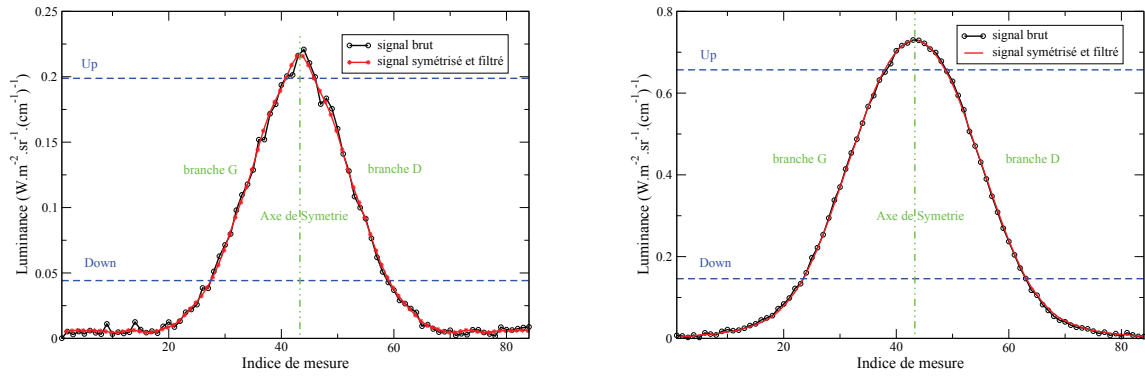 0.25
0.2
0.15
0.1
0.05
0
20
40
60
80
Luminance (W.m-2.sr-1.(cm-1)-1
Indice de mesure
signal brut
signal symétrisé et filtré
Up
Down
branche G
branche D
Axe de Symetrie
0.8
0.6
0.4
0.2
0
20
40
60
80
Luminance (W.m-2.sr-1.(cm-1)-1
Indice de mesure
signal brut
signal symétrisé et filtré
Up
Down
branche G
branche D
Axe de Symetrie